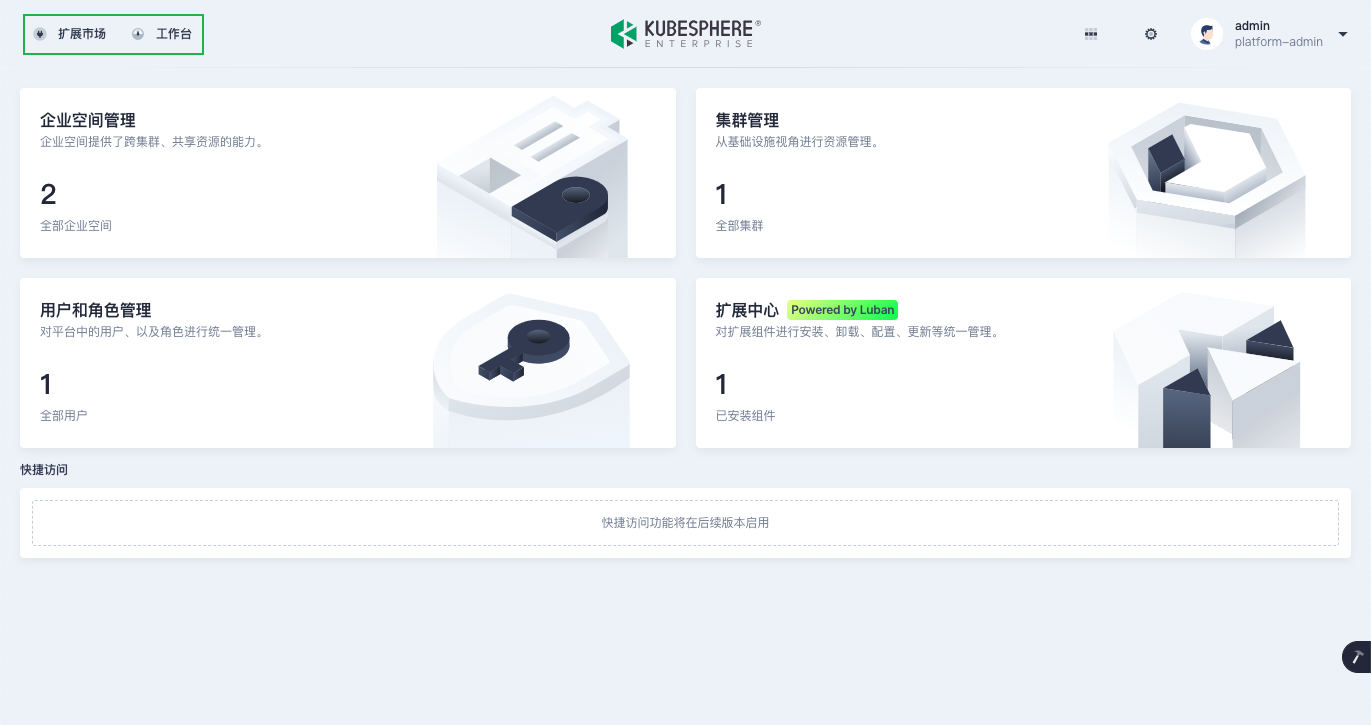 扩展市场
工作台
KUBESPHERE®
ENTERPRISE
admin
platform-admin
企业空间管理
企业空间提供了跨集群、共享资源的能力。
2
全部企业空间
集群管理
从基础设施视角进行资源管理。
1
全部集群
用户和角色管理
对平台中的用户、以及角色进行统一管理。
1
全部用户
扩展中心 Powered by Luban
对扩展组件进行安装、卸载、配置、更新等统一管理。
1
已安装组件
快捷访问
快捷访问功能将在后续版本启用